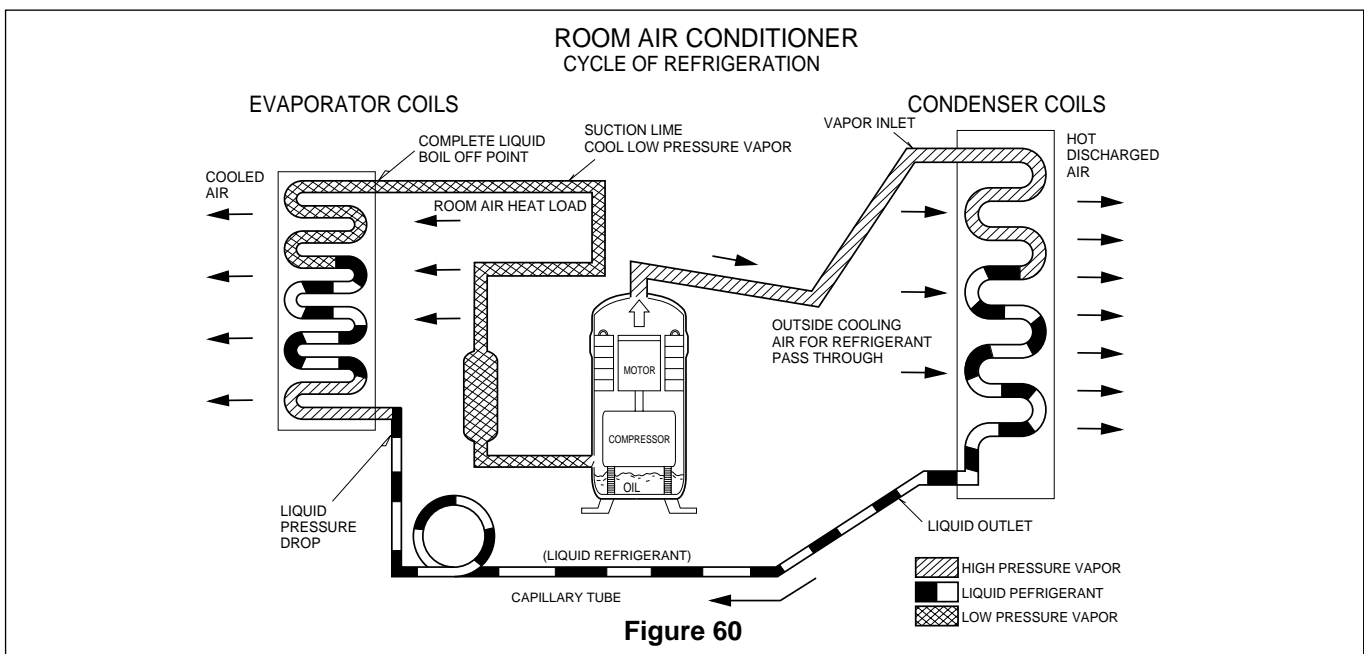 ROOM AIR CONDITIONER
CYCLE OF REFRIGERATION
EVAPORATOR COILS
CONDENSER COILS
COMPLETE LIQUID
BOIL OFF POINT
SUCTION LIME
COOL LOW PRESSURE VAPOR
VAPOR INLET
HOT
DISCHARGED
AIR
COOLED
AIR
ROOM AIR HEAT LOAD
OUTSIDE COOLING
AIR FOR REFRIGERANT
PASS THROUGH
MOTOR
COMPRESSOR
OIL
LIQUID
PRESSURE
DROP
LIQUID OUTLET
(LIQUID REFRIGERANT)
CAPILLARY TUBE
HIGH PRESSURE VAPOR
LIQUID PEFRIGERANT
LOW PRESSURE VAPOR
Figure 60